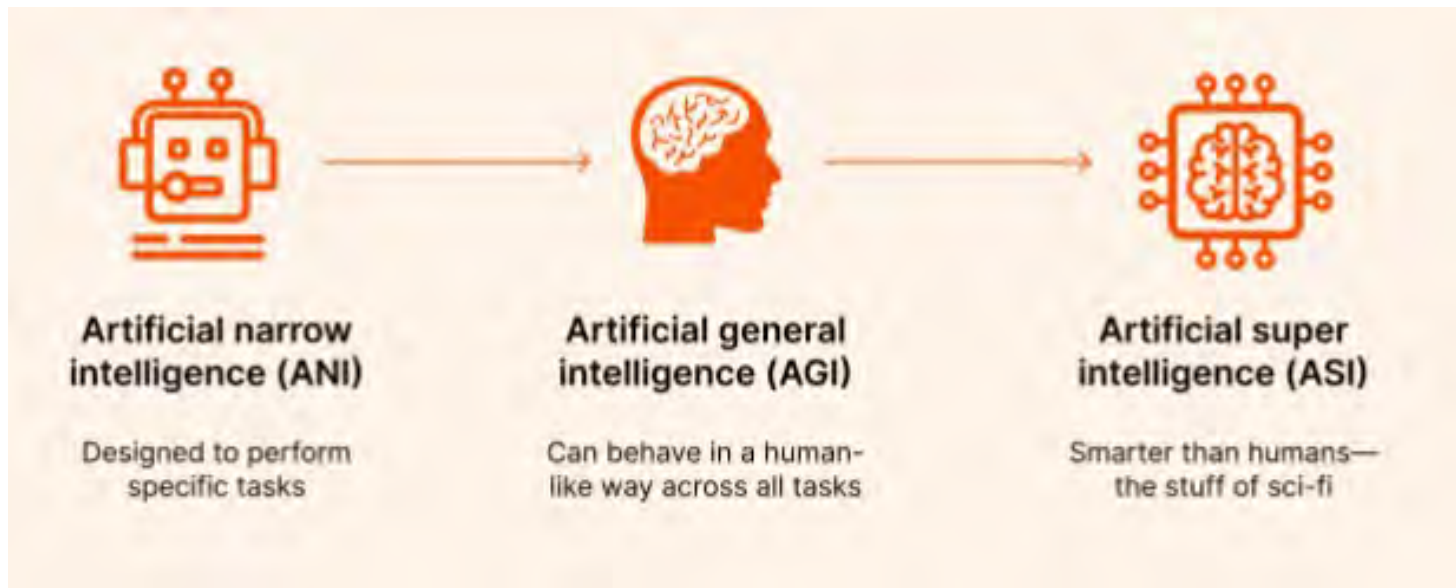 Artificial narrow
intelligence (ANI)
Designed to perform
specific tasks
Artificial general
intelligence (AGI)
Can behave in a human-
like way across all tasks
Artificial super
intelligence (ASI)
Smarter than humans—
the stuff of sci-fi